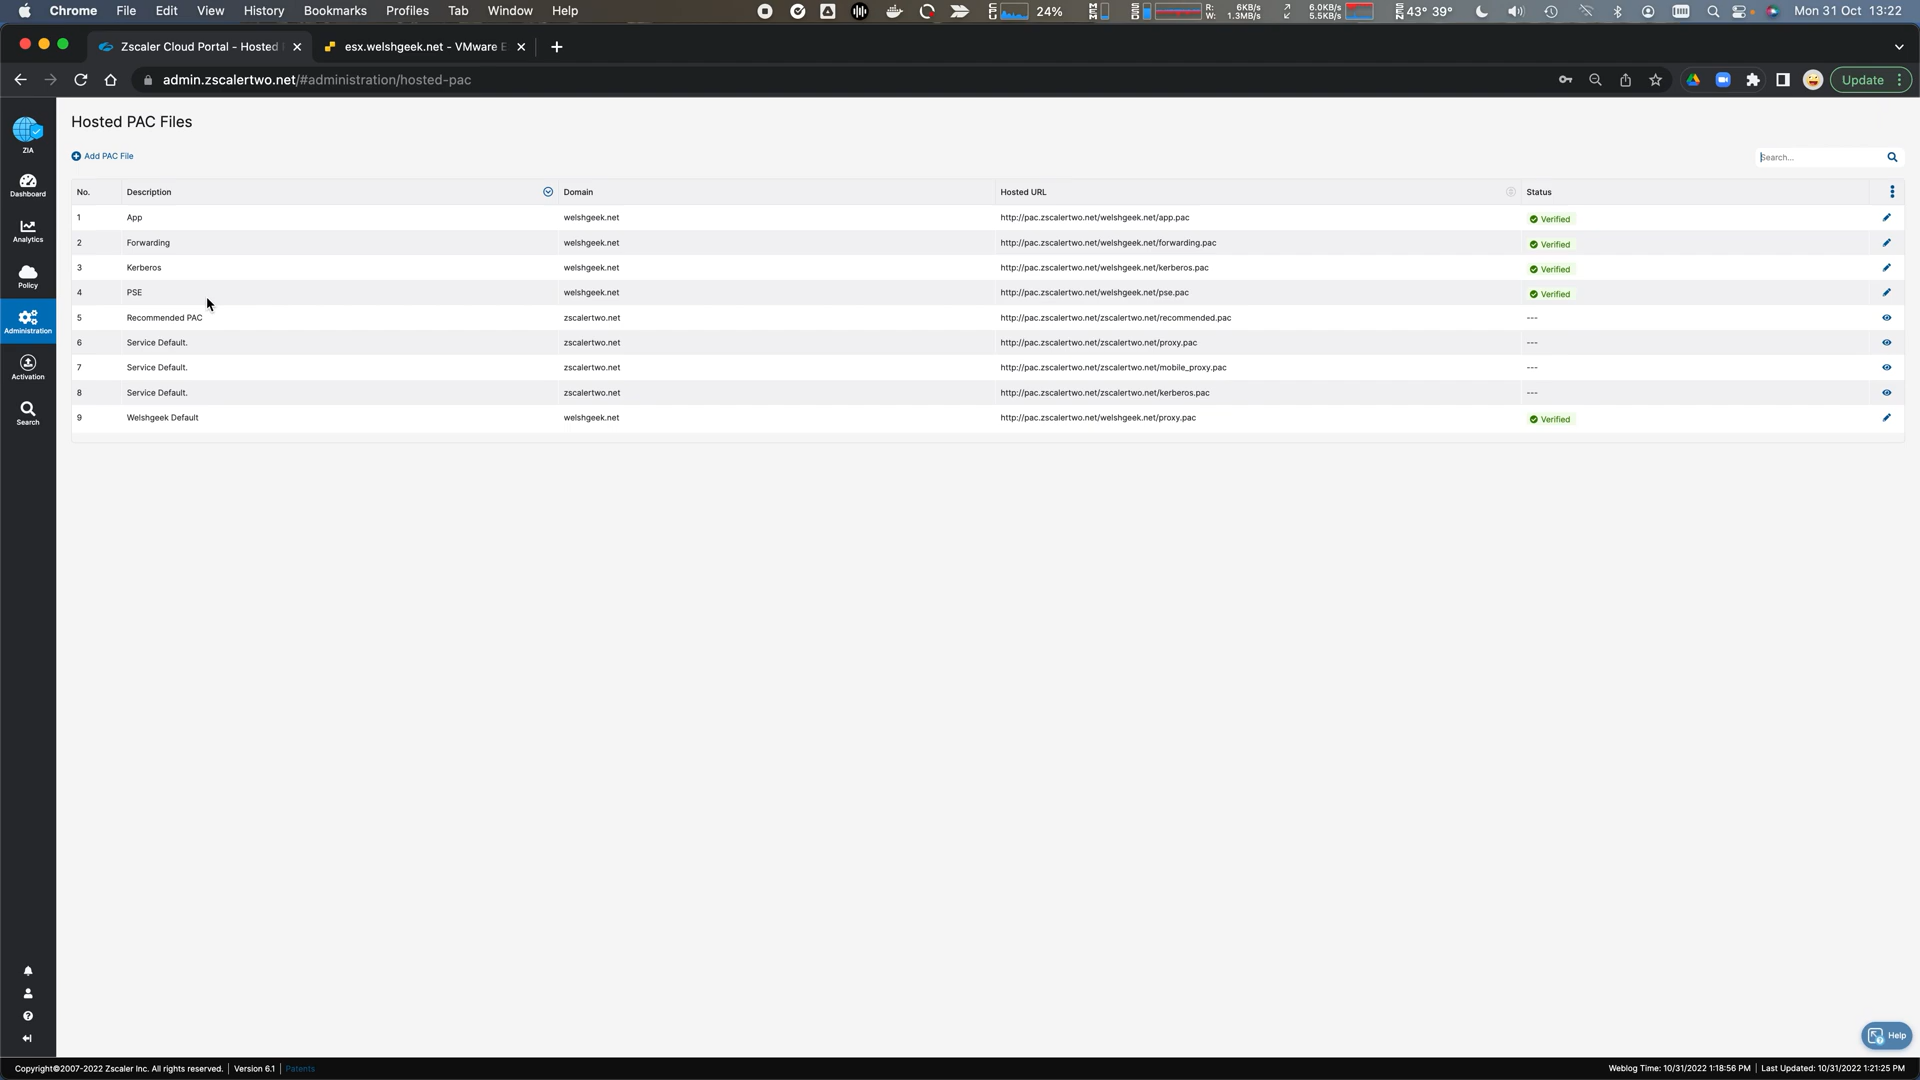 Chrome File Edit View History Bookmarks Profiles Tab Window Help 24% R: 6KB/s W: 1.3MB/s 6.0KB/s 5.5KB/s 43° 39° Mon 31 Oct 13:22
Zscaler Cloud Portal - Hosted
esx.welshgeek.net - VMware E
admin.zscalertwo.net/#administration/hosted-pac
Update
ZIA
Dashboard
Analytics
Policy
Administration
Activation
Search
Hosted PAC Files
Add PAC File
Search...
No. Description Domain Hosted URL Status
1 App welshgeek.net http://pac.zscalertwo.net/welshgeek.net/app.pac Verified
2 Forwarding welshgeek.net http://pac.zscalertwo.net/welshgeek.net/forwarding.pac Verified
3 Kerberos welshgeek.net http://pac.zscalertwo.net/welshgeek.net/kerberos.pac Verified
4 PSE welshgeek.net http://pac.zscalertwo.net/welshgeek.net/pse.pac Verified
5 Recommended PAC zscalertwo.net http://pac.zscalertwo.net/zscalertwo.net/recommended.pac ---
6 Service Default. zscalertwo.net http://pac.zscalertwo.net/zscalertwo.net/proxy.pac ---
7 Service Default. zscalertwo.net http://pac.zscalertwo.net/zscalertwo.net/mobile_proxy.pac ---
8 Service Default. zscalertwo.net http://pac.zscalertwo.net/zscalertwo.net/kerberos.pac ---
9 Welshgeek Default welshgeek.net http://pac.zscalertwo.net/welshgeek.net/proxy.pac Verified
Help
Copyright©2007-2022 Zscaler Inc. All rights reserved. | Version 6.1 | Patents
Weblog Time: 10/31/2022 1:18:56 PM | Last Updated: 10/31/2022 1:21:25 PM